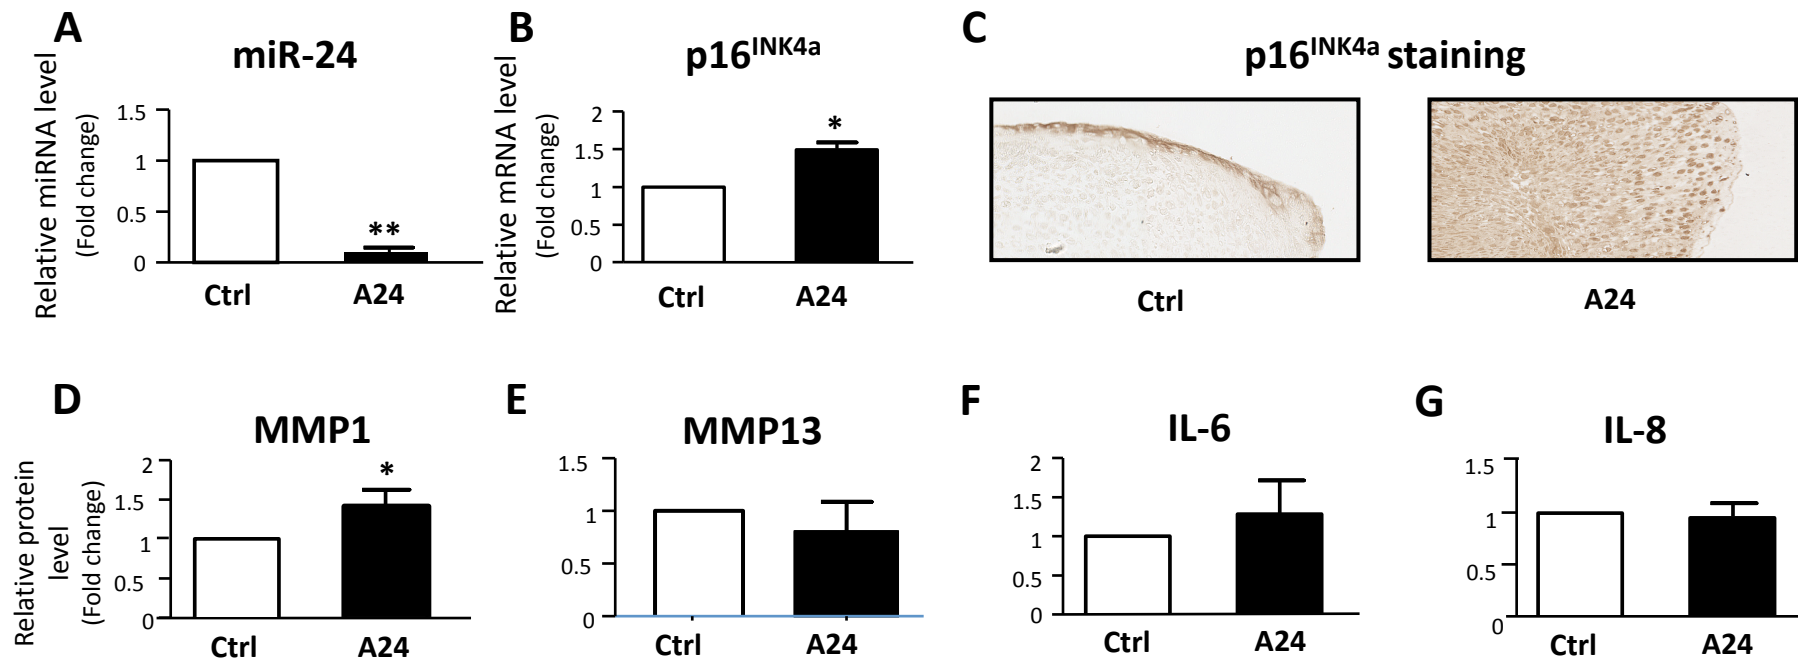 A
miR-24
Relative miRNA level
(Fold change)
1.5
1
0.5
0
**
Ctrl
A24
B
p16INK4a
Relative mRNA level
(Fold change)
2
1.5
1
0.5
0
*
Ctrl
A24
C
p16INK4a staining
Ctrl
A24
D
MMP1
Relative protein
level
(Fold change)
2
1.5
1
0.5
0
*
Ctrl
A24
E
MMP13
1.5
1
0.5
0
Ctrl
A24
F
IL-6
2
1.5
1
0.5
0
Ctrl
A24
G
IL-8
1.5
1
0.5
0
Ctrl
A24